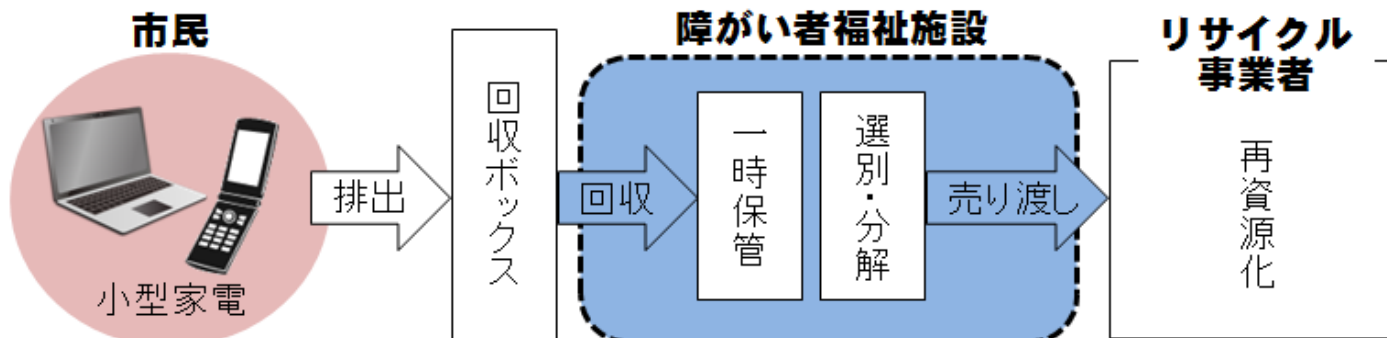 市民
小型家電
排出
回収ボックス
障がい者福祉施設
回収
一時保管
選別・分解
売り渡し
リサイクル
事業者
再資源化